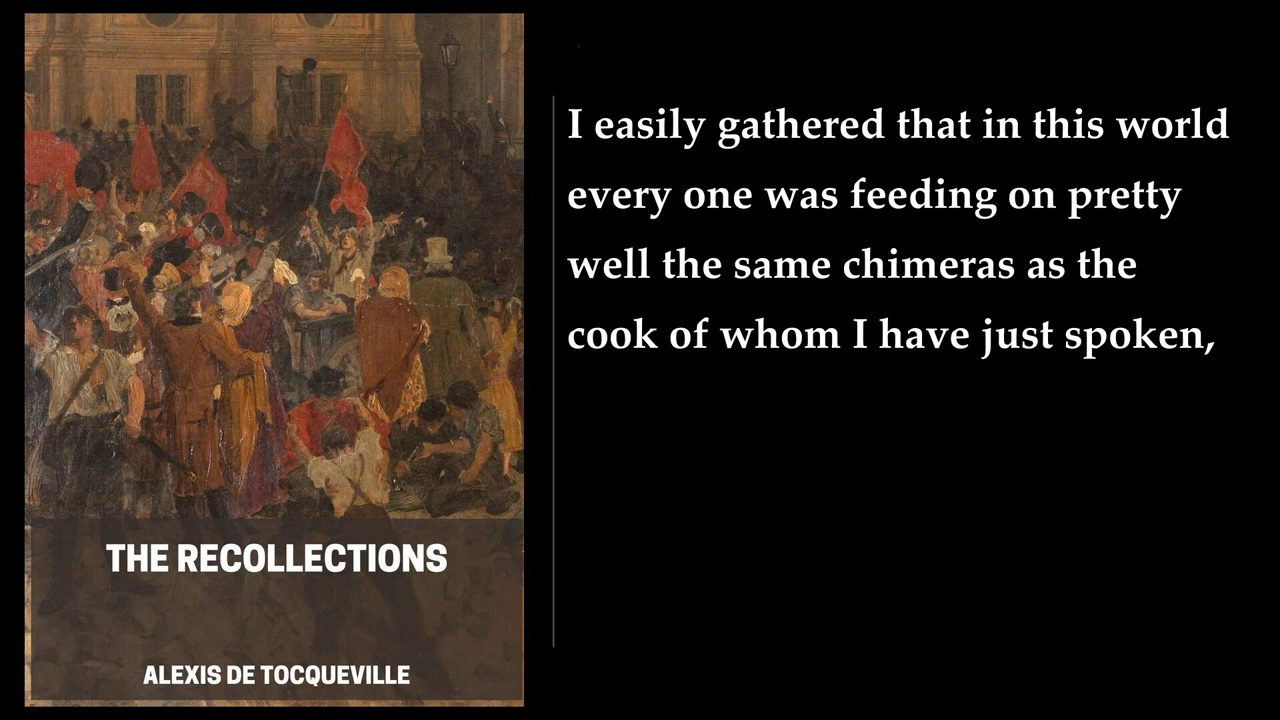 I easily gathered that in this world
every one was feeding on pretty
well the same chimeras as the
cook of whom I have just spoken,
THE RECOLLECTIONS
ALEXIS DE TOCQUEVILLE